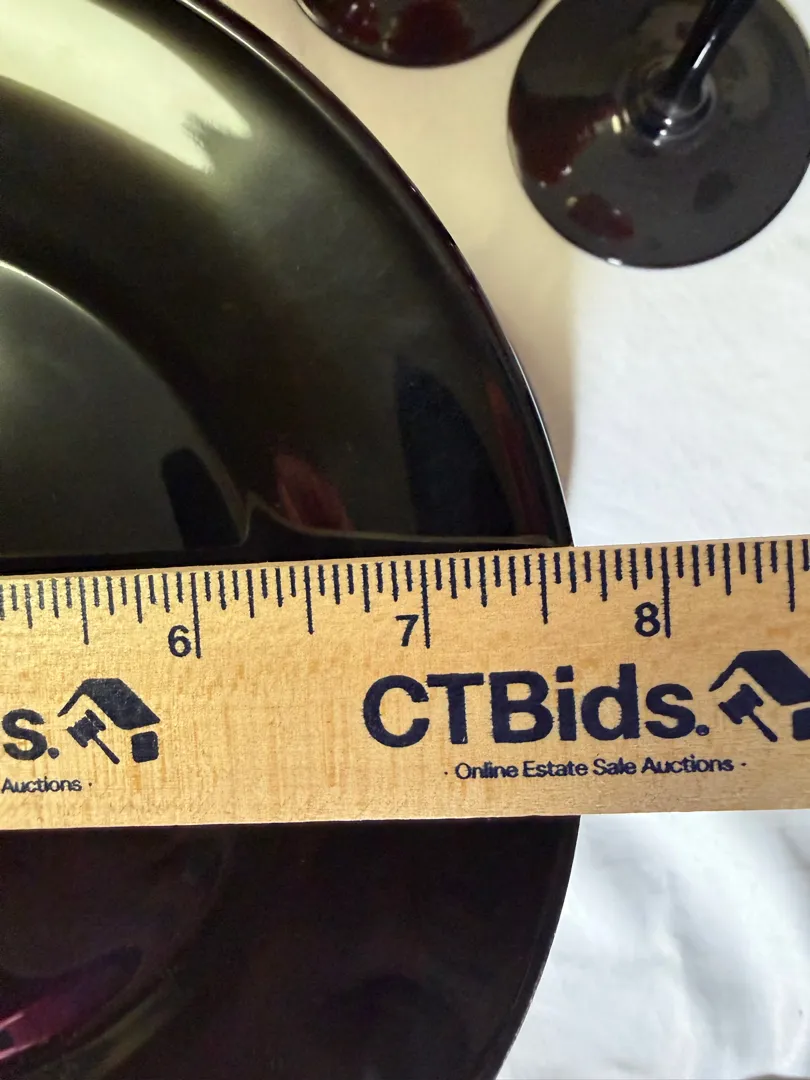 6 7 8
s. CTBids.
Auctions · · Online Estate Sale Auctions ·